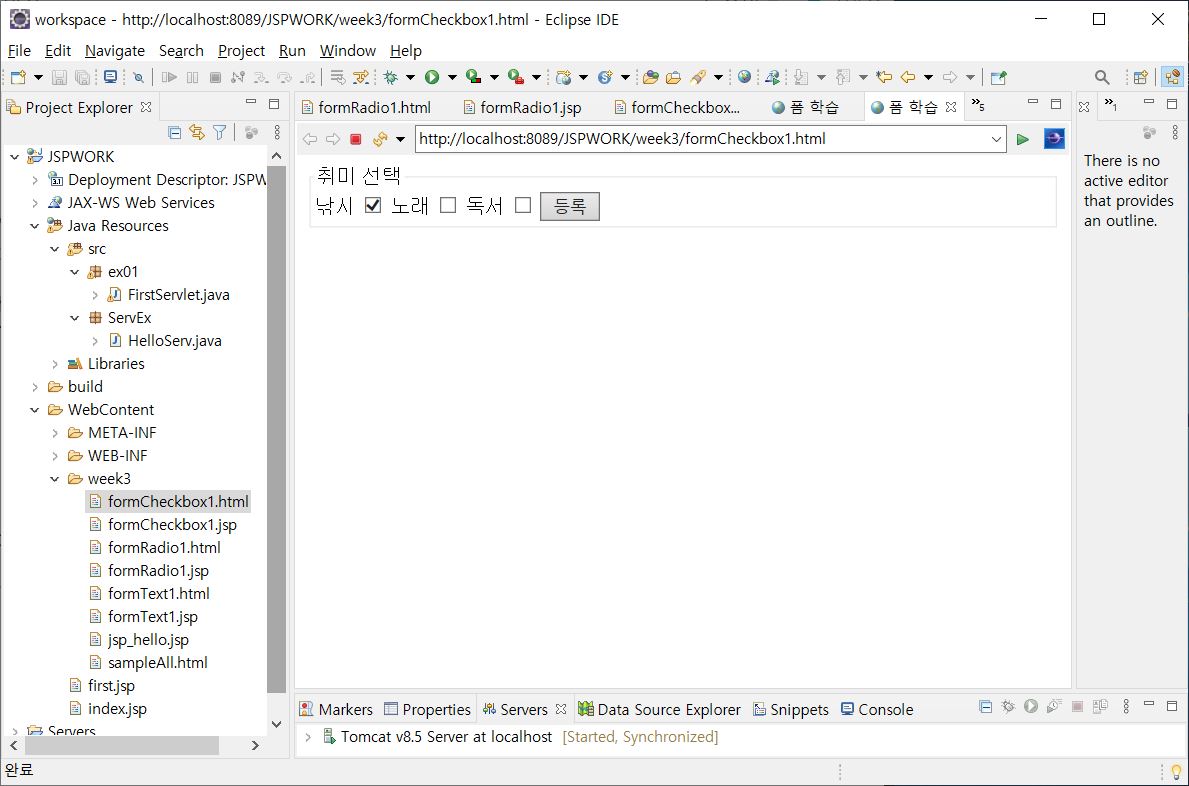 workspace - http://localhost:8089/JSPWORK/week3/formCheckbox1.html - Eclipse IDE
File Edit Navigate Search Project Run Window Help
Project Explorer
JSPWORK
Deployment Descriptor: JSPW
JAX-WS Web Services
Java Resources
src
ex01
FirstServlet.java
ServEx
HelloServ.java
Libraries
build
WebContent
META-INF
WEB-INF
week3
formCheckbox1.html
formCheckbox1.jsp
formRadio1.html
formRadio1.jsp
formText1.html
formText1.jsp
jsp_hello.jsp
sampleAll.html
first.jsp
index.jsp
Servers
formRadio1.html formRadio1.jsp formCheckbox... 폼 학습 폼 학습 »5
http://localhost:8089/JSPWORK/week3/formCheckbox1.html
취미 선택
낚시 노래 독서 등록
»1
There is no
active editor
that provides
an outline.
Markers Properties Servers Data Source Explorer Snippets Console
Tomcat v8.5 Server at localhost [Started, Synchronized]
완료